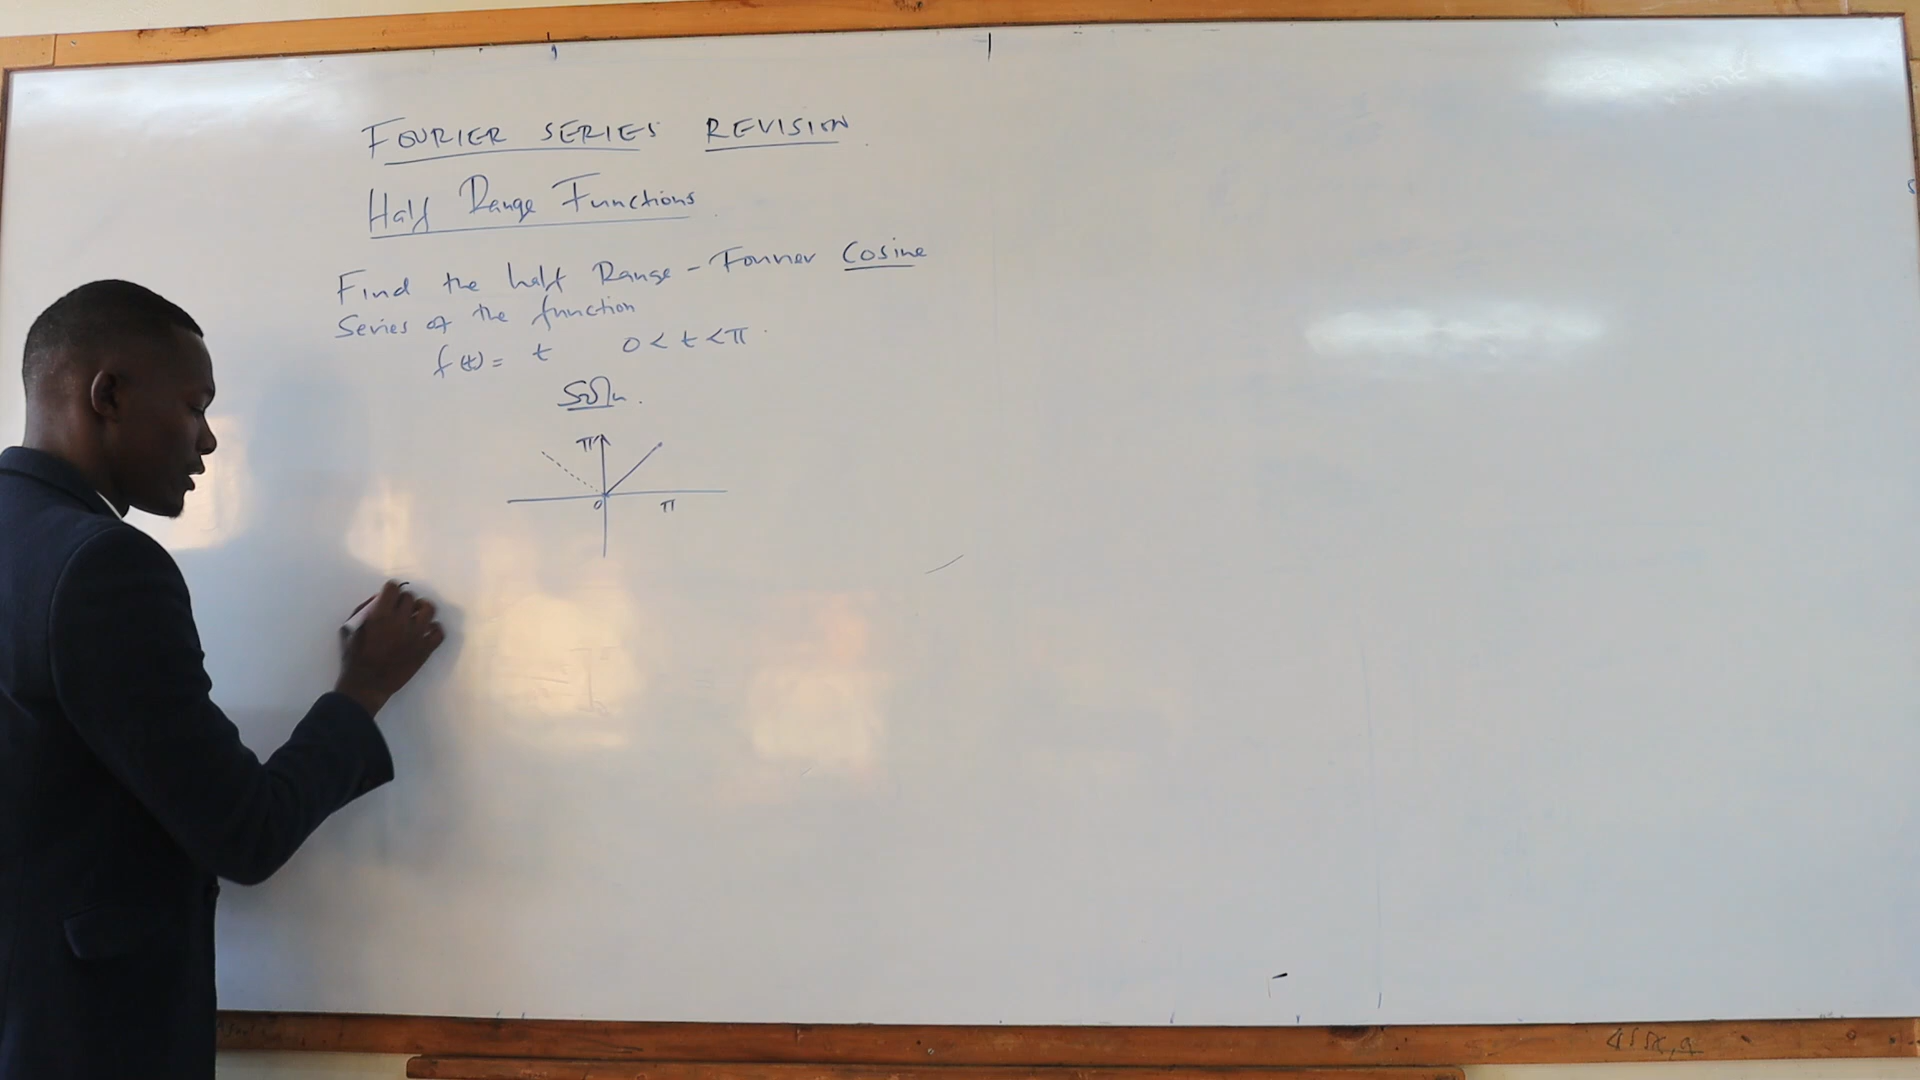 FOURIER SERIES REVISION
Half Range Functions
Find the half Range - Fourier Cosine
Series of the function
f(t) = t 0 < t < π
Soln.
π
0 π